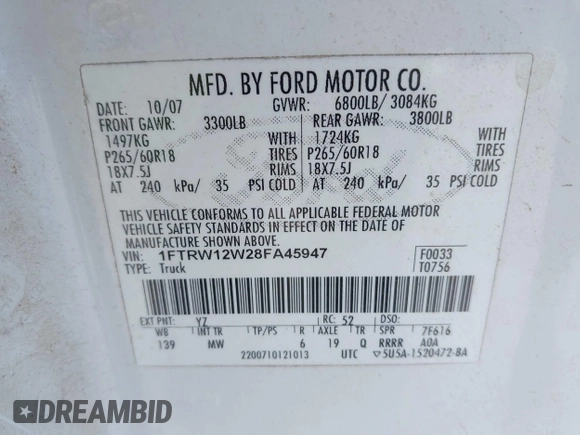 MFD. BY FORD MOTOR CO.
DATE: 10/07 GVWR: 6800LB/ 3084KG
FRONT GAWR: 3300LB REAR GAWR: 3800LB
1497KG WITH 1724KG WITH
P265/60R18 TIRES P265/60R18 TIRES
18X7.5J RIMS 18X7.5J RIMS
AT 240 kPa/ 35 PSI COLD AT 240 kPa/ 35 PSI COLD
THIS VEHICLE CONFORMS TO ALL APPLICABLE FEDERAL MOTOR
VEHICLE SAFETY STANDARDS IN EFFECT ON THE DATE OF
MANUFACTURE SHOWN ABOVE.
VIN: 1FTRW12W28FA45947 F0033
TYPE: Truck T0756
EXT PNT: YZ RC: 52 DSO:
WB INT TR TP/PS R AXLE TR SPR 7F616
139 MW 6 19 Q RRRR A0A
2200710121013 UTC ▽5U5A-1520472-BA
DREAMBID